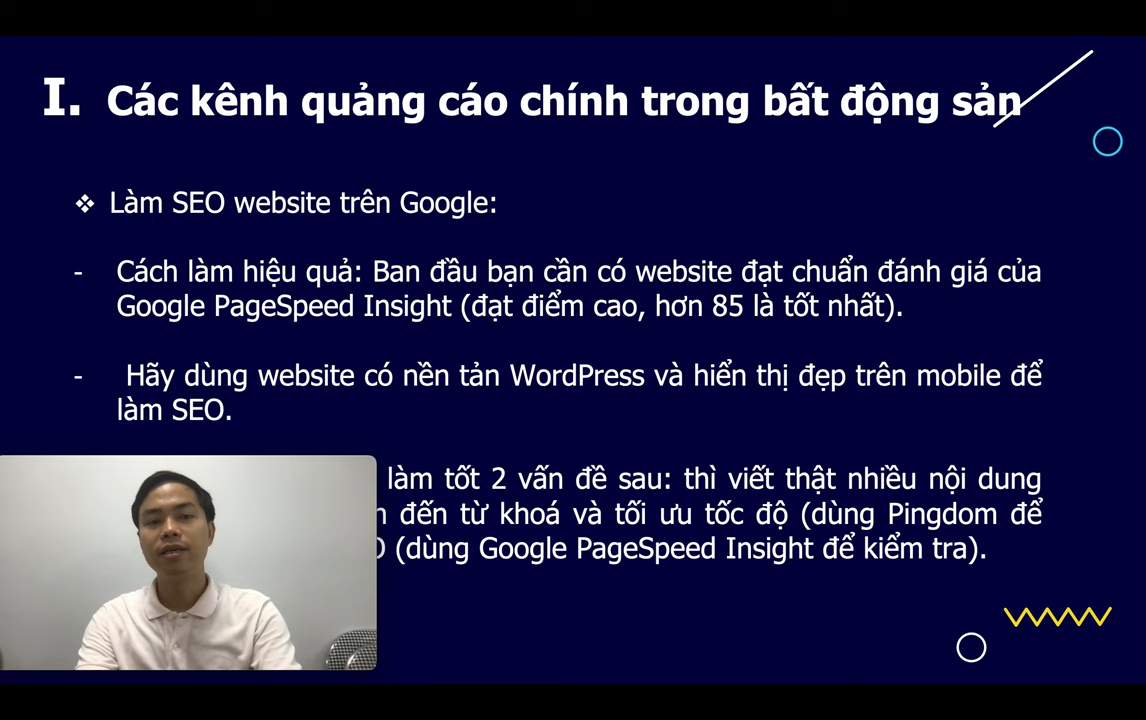 I. Các kênh quảng cáo chính trong bất động sản
❖ Làm SEO website trên Google:
- Cách làm hiệu quả: Ban đầu bạn cần có website đạt chuẩn đánh giá của
Google PageSpeed Insight (đạt điểm cao, hơn 85 là tốt nhất).
- Hãy dùng website có nền tản WordPress và hiển thị đẹp trên mobile để
làm SEO.
làm tốt 2 vấn đề sau: thì viết thật nhiều nội dung
đến từ khoá và tối ưu tốc độ (dùng Pingdom để
(dùng Google PageSpeed Insight để kiểm tra).